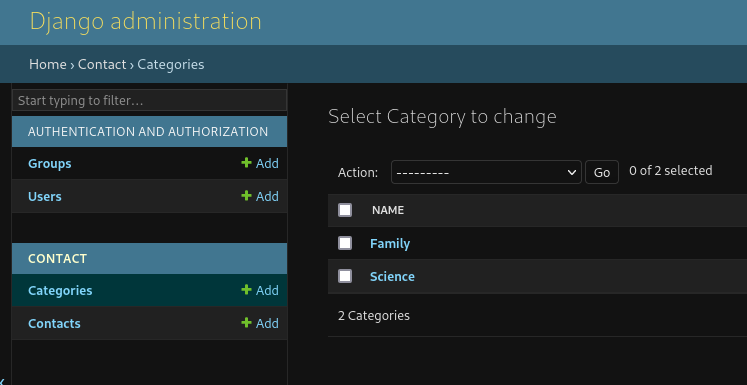 Django administration
Home › Contact › Categories
Start typing to filter...
AUTHENTICATION AND AUTHORIZATION
Groups + Add
Users + Add
CONTACT
Categories + Add
Contacts + Add
Select Category to change
Action: --------- Go 0 of 2 selected
NAME
Family
Science
2 Categories